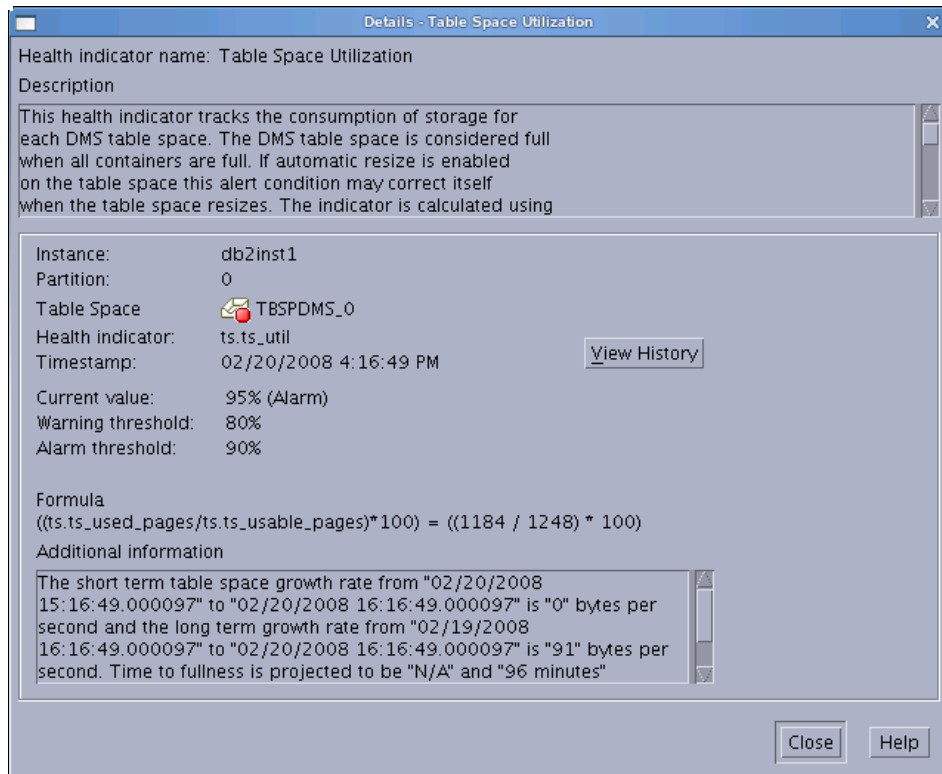 Details - Table Space Utilization
Health indicator name: Table Space Utilization
Description
This health indicator tracks the consumption of storage for
each DMS table space. The DMS table space is considered full
when all containers are full. If automatic resize is enabled
on the table space this alert condition may correct itself
when the table space resizes. The indicator is calculated using
Instance: db2inst1
Partition: 0
Table Space TBSPDMS_0
Health indicator: ts.ts_util
Timestamp: 02/20/2008 4:16:49 PM
View History
Current value: 95% (Alarm)
Warning threshold: 80%
Alarm threshold: 90%
Formula
((ts.ts_used_pages/ts.ts_usable_pages)*100) = ((1184 / 1248) * 100)
Additional information
The short term table space growth rate from "02/20/2008
15:16:49.000097" to "02/20/2008 16:16:49.000097" is "0" bytes per
second and the long term growth rate from "02/19/2008
16:16:49.000097" to "02/20/2008 16:16:49.000097" is "91" bytes per
second. Time to fullness is projected to be "N/A" and "96 minutes"
Close Help